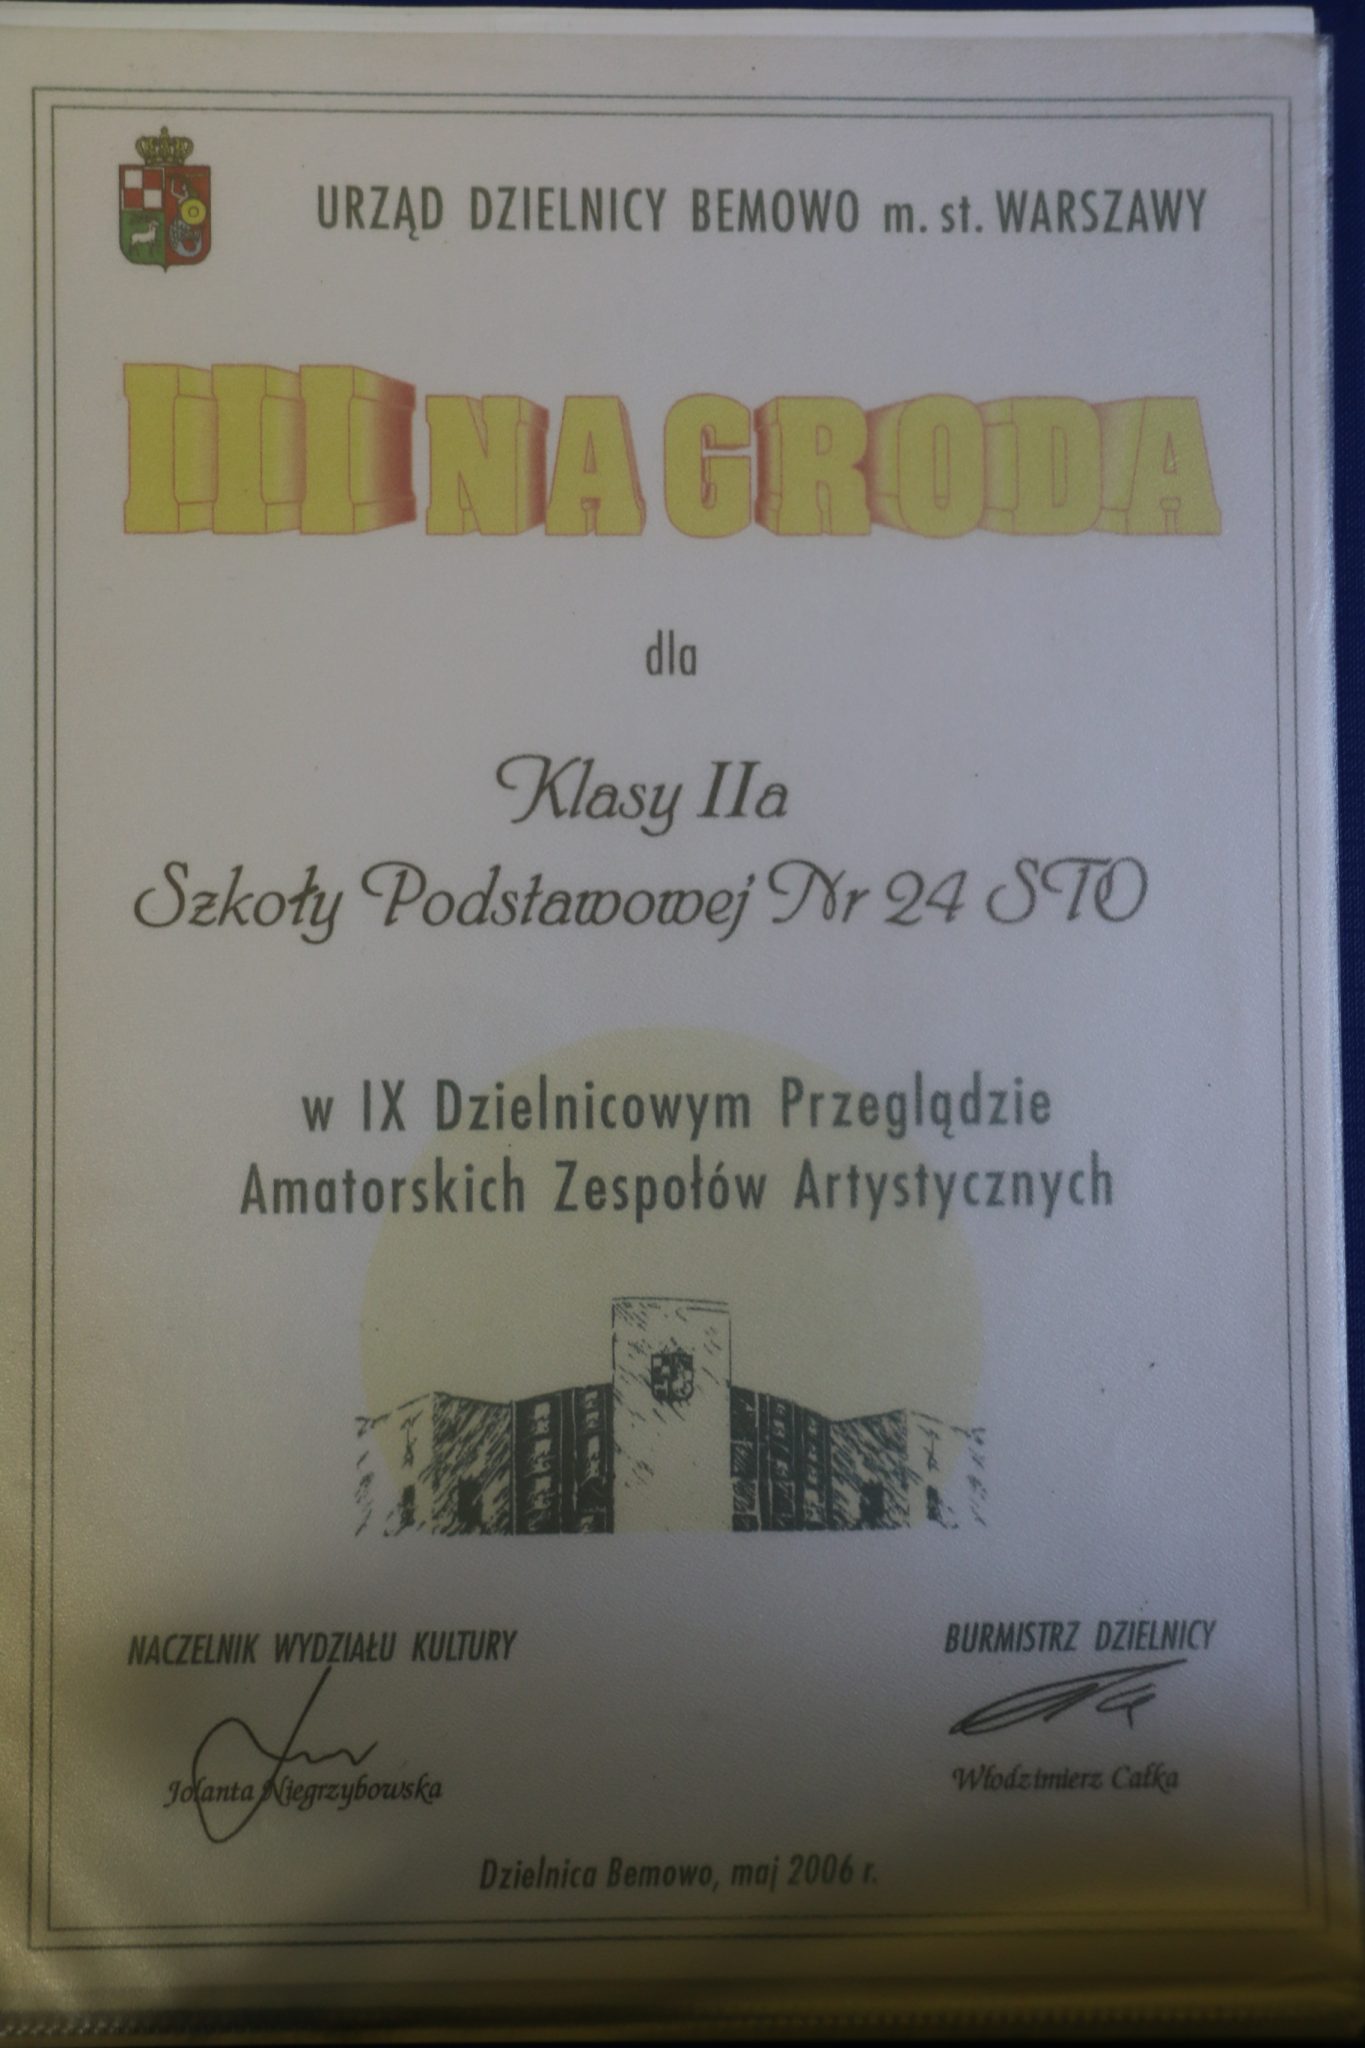 URZĄD DZIELNICY BEMOWO m. st. WARSZAWY
III NAGRODA
dla
Klasy IIa
Szkoły Podstawowej Nr 24 STO
w IX Dzielnicowym Przeglądzie
Amatorskich Zespołów Artystycznych
NACZELNIK WYDZIAŁU KULTURY
Jolanta Niegrzybowska
BURMISTRZ DZIELNICY
Włodzimierz Całka
Dzielnica Bemowo, maj 2006 r.